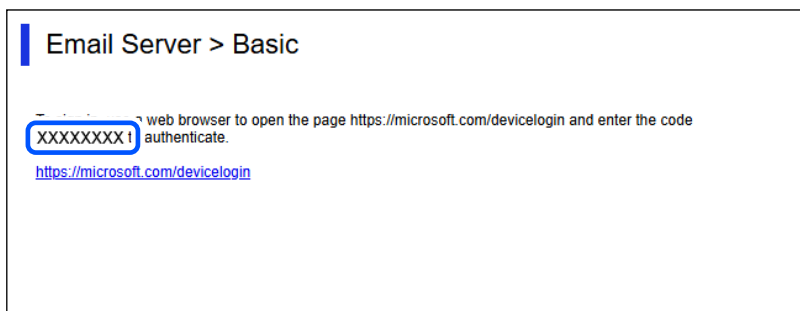 Email Server > Basic
web browser to open the page https://microsoft.com/devicelogin and enter the code
XXXXXXXX t authenticate.
https://microsoft.com/devicelogin